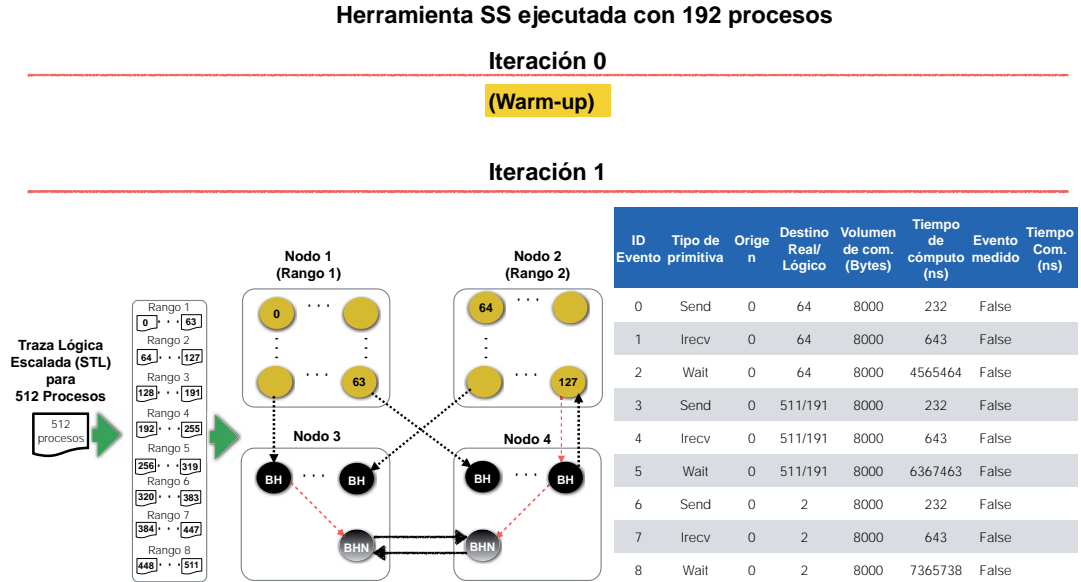 Herramienta SS ejecutada con 192 procesos
Iteración 0
(Warm-up)
Iteración 1
Traza Lógica
Escalada (STL)
para
512 Procesos
512
procesos
Rango 1
0 · · · 63
Rango 2
64 · · · 127
Rango 3
128 · · · 191
Rango 4
192 · · · 255
Rango 5
256 · · · 319
Rango 6
320 · · · 383
Rango 7
384 · · · 447
Rango 8
448 · · · 511
Nodo 1
(Rango 1)
0 · · ·
63
Nodo 2
(Rango 2)
64 · · ·
127
Nodo 3
BH · · · BH
BHN
Nodo 4
BH · · · BH
BHN
ID Evento Tipo de primitiva Orige n Destino Real/ Lógico Volumen de com. (Bytes) Tiempo de cómputo (ns) Evento medido Tiempo Com. (ns)
0 Send 0 64 8000 232 False
1 Irecv 0 64 8000 643 False
2 Wait 0 64 8000 4565464 False
3 Send 0 511/191 8000 232 False
4 Irecv 0 511/191 8000 643 False
5 Wait 0 511/191 8000 6367463 False
6 Send 0 2 8000 232 False
7 Irecv 0 2 8000 643 False
8 Wait 0 2 8000 7365738 False